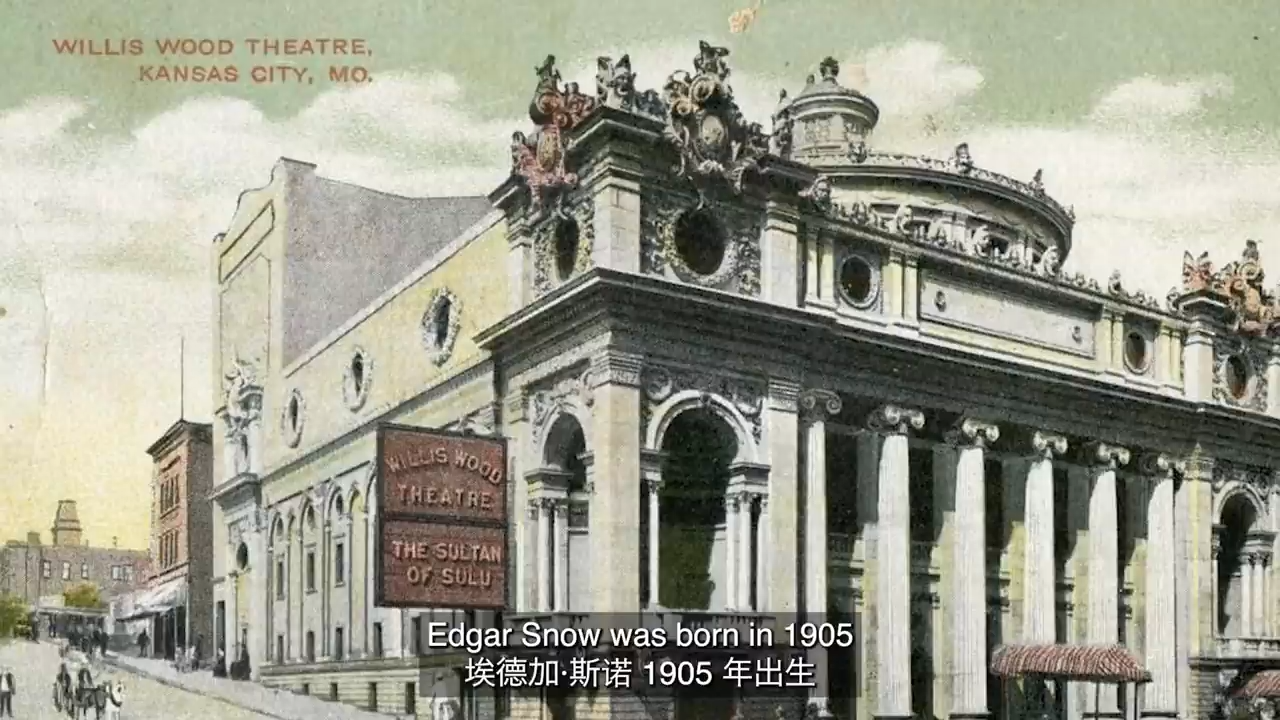 WILLIS WOOD THEATRE,
KANSAS CITY, MO.
WILLIS WOOD
THEATRE
THE SULTAN
OF SULU
Edgar Snow was born in 1905
埃德加·斯诺 1905 年出生